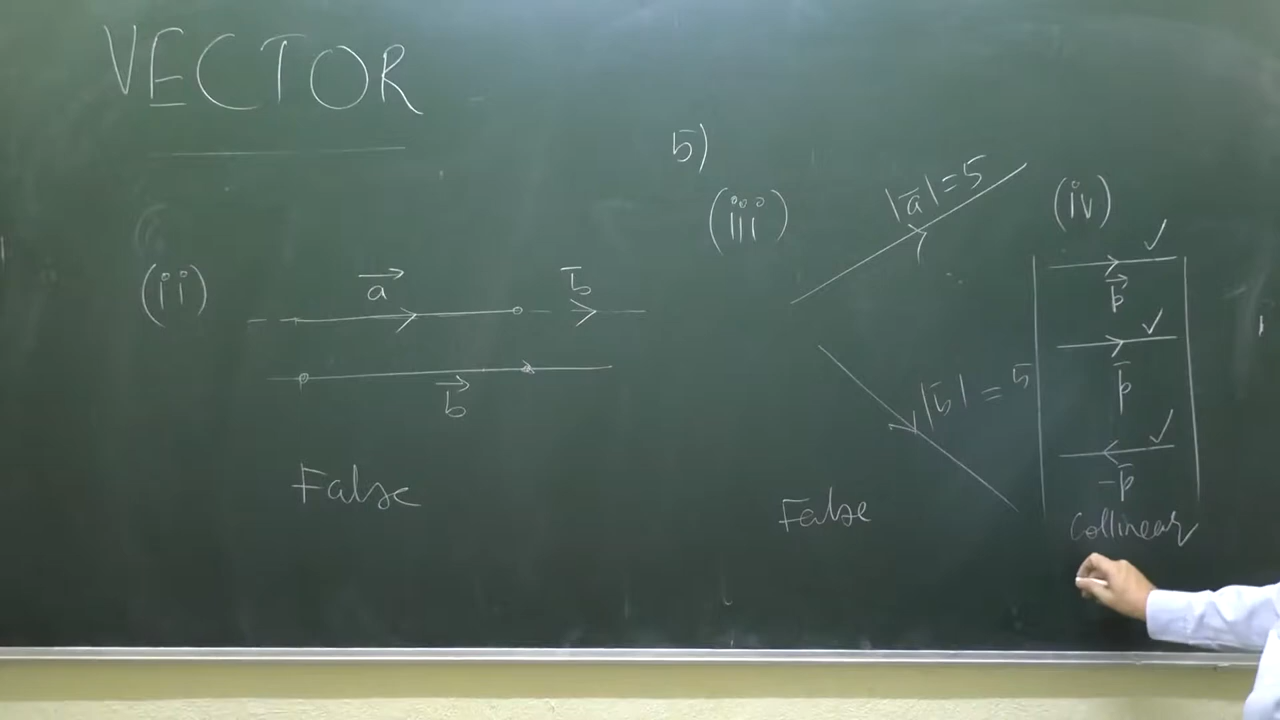 VECTOR
5)
(ii)
a⃗
b̅
b⃗
False
(iii)
|a̅|=5
|b̅|=5
False
(iv)
✓
p⃗
✓
p̅
✓
-p̅
Collinear